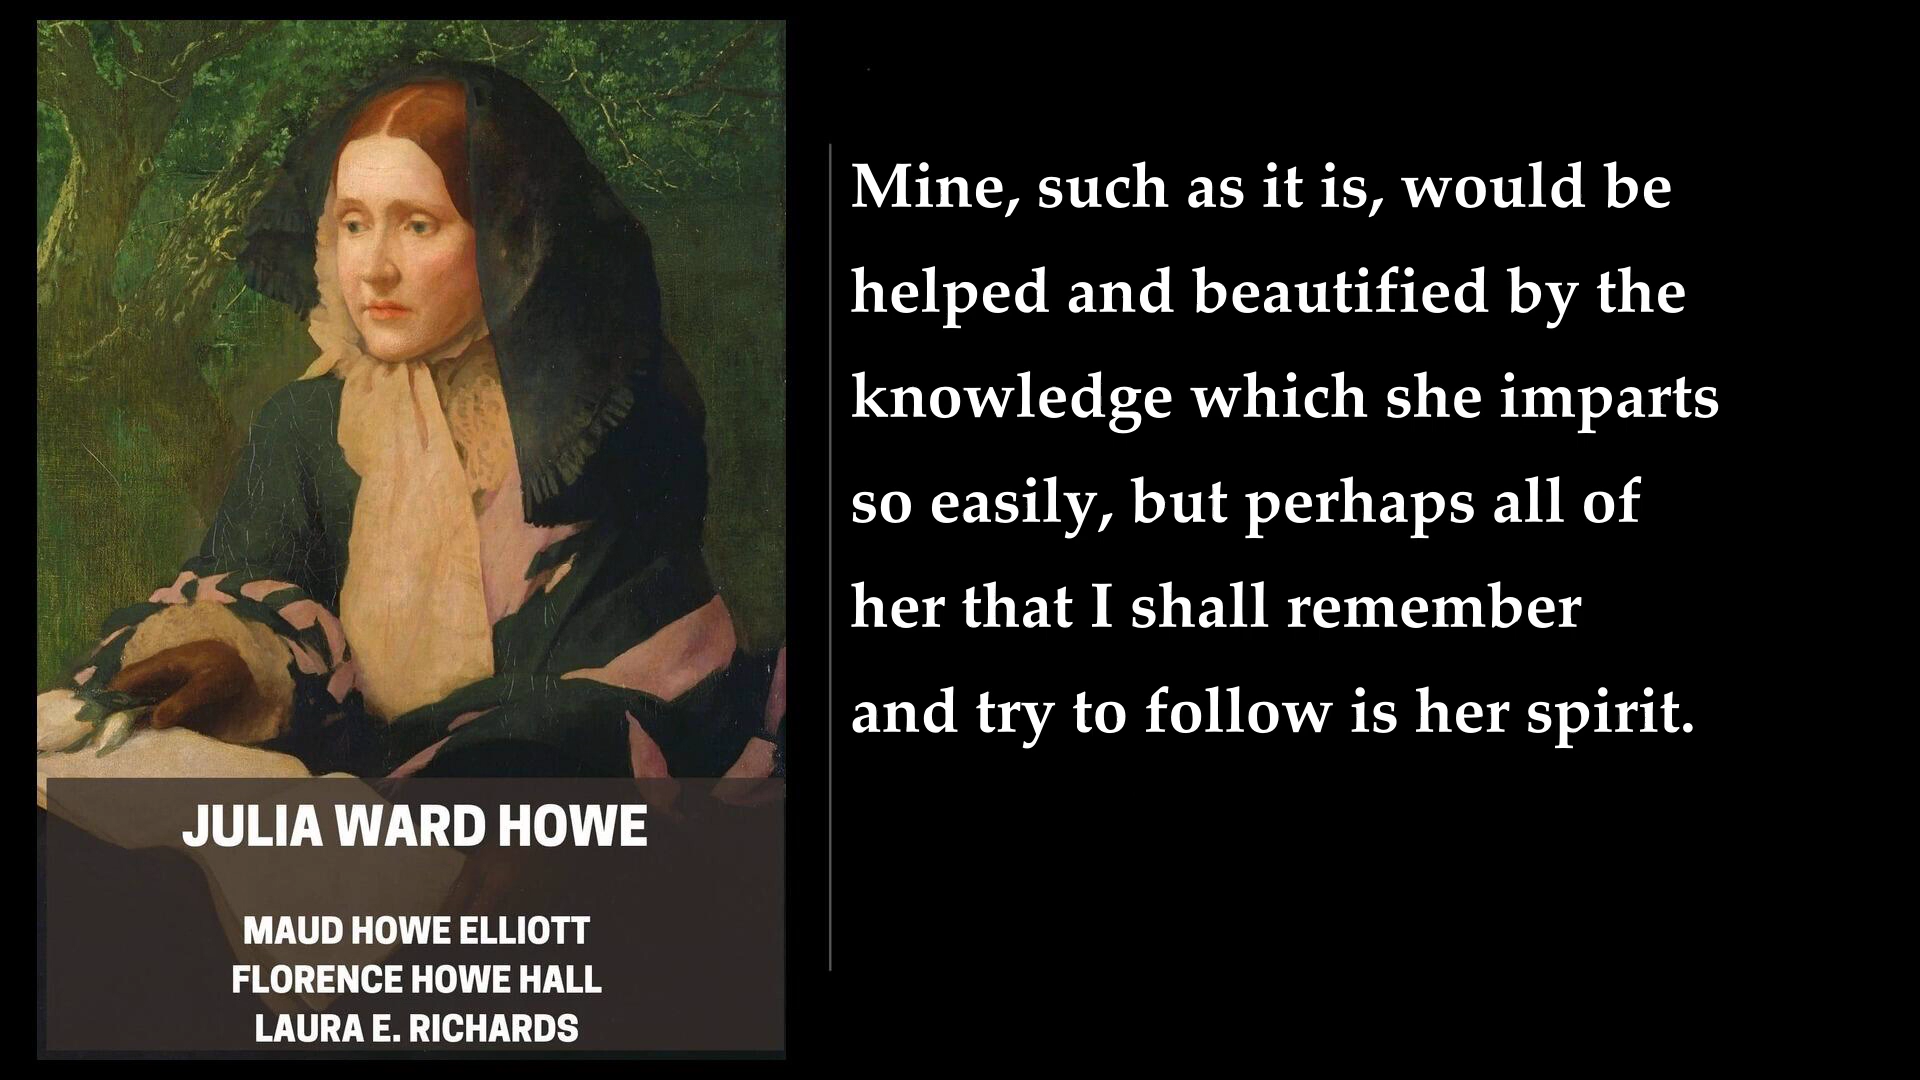 JULIA WARD HOWE
MAUD HOWE ELLIOTT
FLORENCE HOWE HALL
LAURA E. RICHARDS
Mine, such as it is, would be
helped and beautified by the
knowledge which she imparts
so easily, but perhaps all of
her that I shall remember
and try to follow is her spirit.